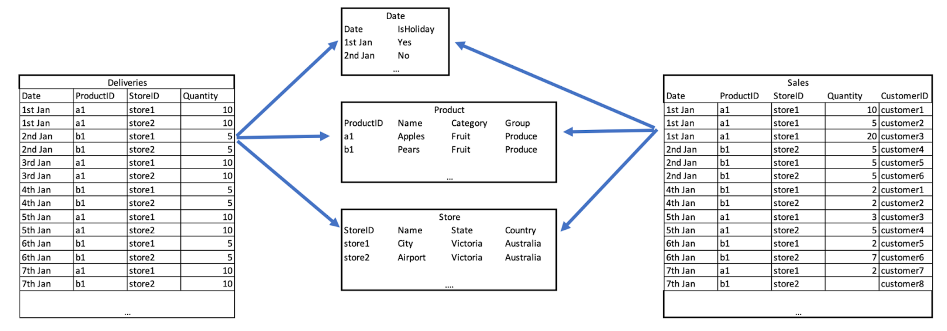 Date
Date IsHoliday
1st Jan Yes
2nd Jan No
...
Deliveries
Date ProductID StoreID Quantity
1st Jan a1 store1 10
1st Jan a1 store2 10
2nd Jan b1 store1 5
2nd Jan b1 store2 5
3rd Jan a1 store1 10
3rd Jan a1 store2 10
4th Jan b1 store1 5
4th Jan b1 store2 5
5th Jan a1 store1 10
5th Jan a1 store2 10
6th Jan b1 store1 5
6th Jan b1 store2 5
7th Jan a1 store1 10
7th Jan b1 store2 10
...
Product
ProductID Name Category Group
a1 Apples Fruit Produce
b1 Pears Fruit Produce
...
Store
StoreID Name State Country
store1 City Victoria Australia
store2 Airport Victoria Australia
....
Sales
Date ProductID StoreID Quantity CustomerID
1st Jan a1 store1 10 customer1
1st Jan a1 store2 5 customer2
1st Jan a1 store1 20 customer3
2nd Jan b1 store2 5 customer4
2nd Jan b1 store1 5 customer5
2nd Jan b1 store2 5 customer6
4th Jan b1 store1 2 customer1
4th Jan b1 store2 2 customer2
5th Jan a1 store1 3 customer3
5th Jan a1 store2 5 customer4
6th Jan b1 store1 2 customer5
6th Jan b1 store2 7 customer6
7th Jan a1 store1 2 customer7
7th Jan b1 store2 customer8
...